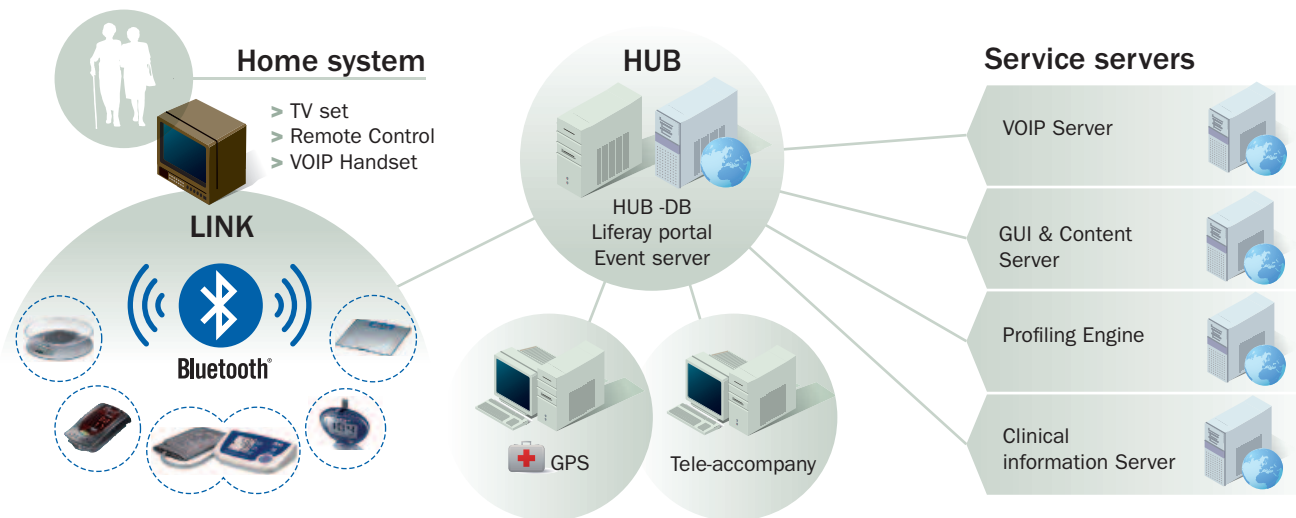 Home system
> TV set
> Remote Control
> VOIP Handset
LINK
Bluetooth®
HUB
HUB -DB
Liferay portal
Event server
GPS
Tele-accompany
Service servers
VOIP Server
GUI & Content
Server
Profiling Engine
Clinical
information Server